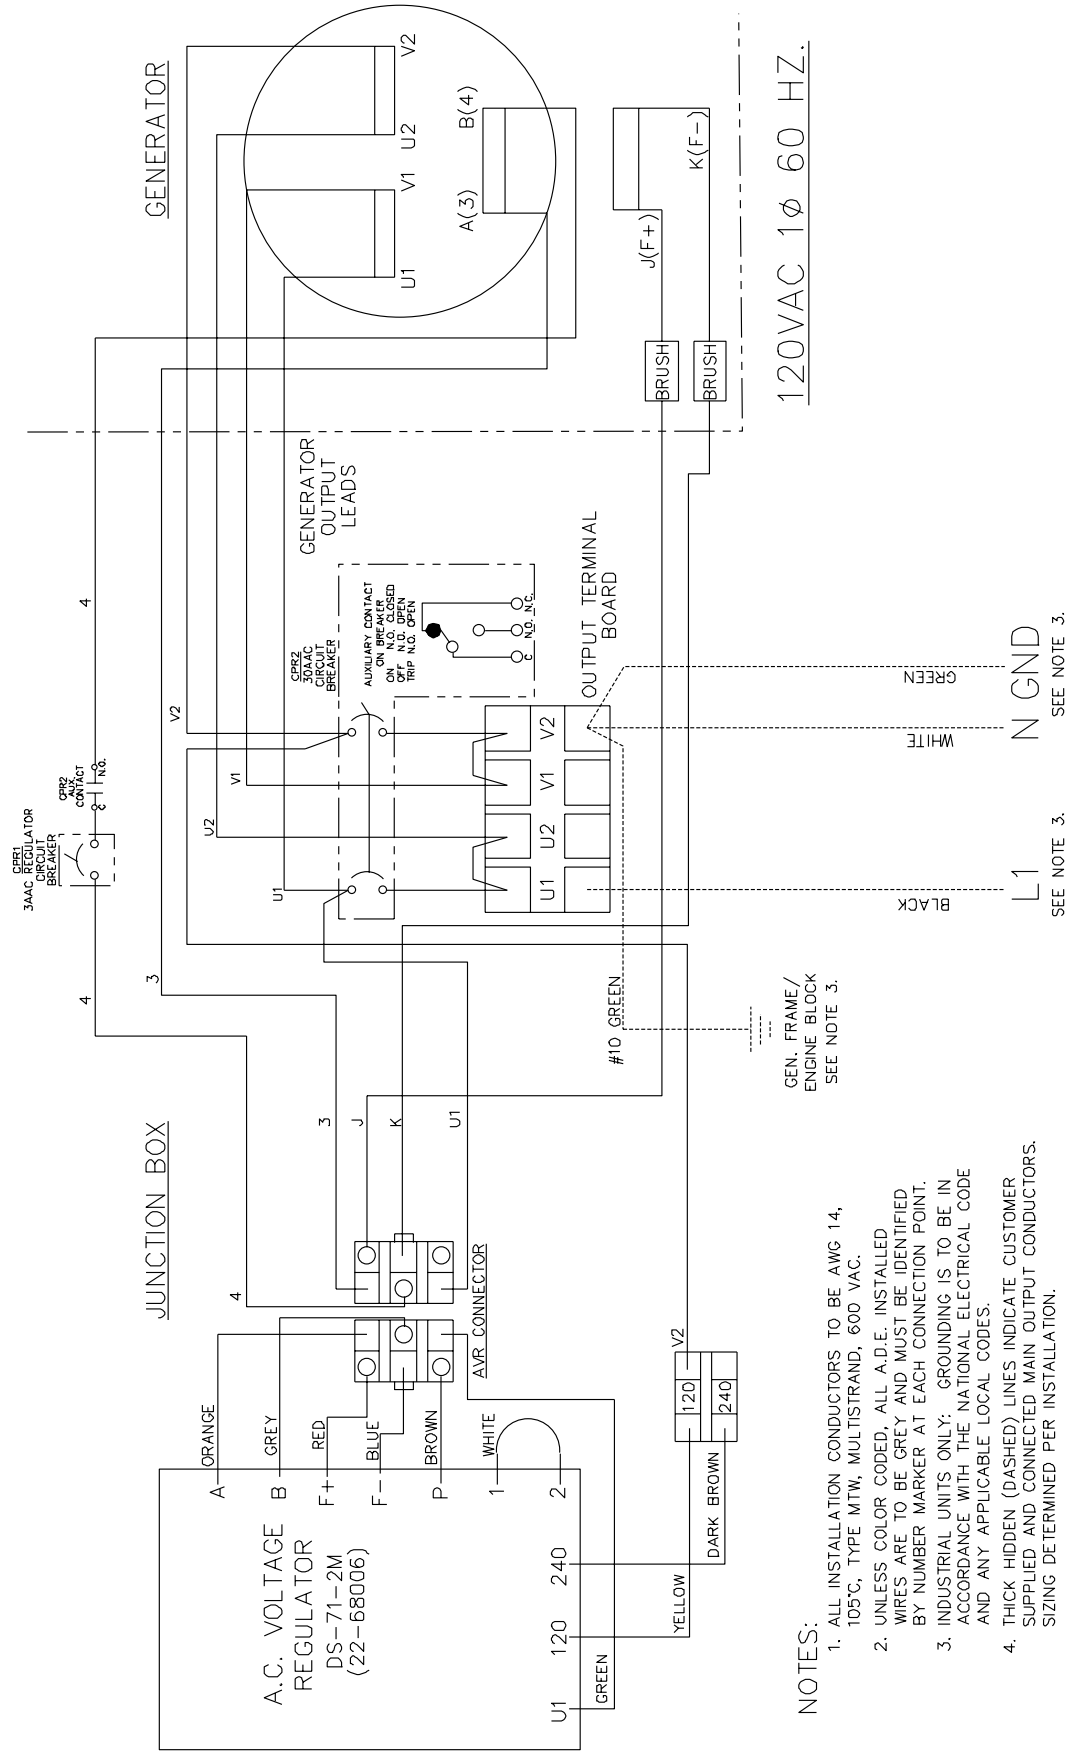 GENERATOR
V2
U2
V1
U1
B(4)
A(3)
K(F-)
J(F+)
BRUSH
BRUSH
120VAC 1ϕ 60 HZ.
GENERATOR
OUTPUT
LEADS
4
V2
V1
U2
U1
CPR2
30AAC
CIRCUIT
BREAKER
AUXILIARY CONTACT
ON BREAKER
ON N.O. CLOSED
OFF N.O. OPEN
TRIP N.O. OPEN
C
N.O.
N.C.
CPR2
AUX.
CONTACT
C
N.O.
CPR1
3AAC REGULATOR
CIRCUIT
BREAKER
OUTPUT TERMINAL
BOARD
U1
U2
V1
V2
GREEN
WHITE
BLACK
N GND
SEE NOTE 3.
L1
SEE NOTE 3.
#10 GREEN
GEN. FRAME/
ENGINE BLOCK
SEE NOTE 3.
JUNCTION BOX
4
3
4
3
J
K
U1
AVR CONNECTOR
V2
120
240
A.C. VOLTAGE
REGULATOR
DS-71-2M
(22-68006)
A
ORANGE
B
GREY
F+
RED
F-
BLUE
P
BROWN
1
WHITE
2
240
DARK BROWN
120
YELLOW
U1
GREEN
NOTES:
1. ALL INSTALLATION CONDUCTORS TO BE AWG 14,
105°C, TYPE MTW, MULTISTRAND, 600 VAC.
2. UNLESS COLOR CODED, ALL A.D.E. INSTALLED
WIRES ARE TO BE GREY AND MUST BE IDENTIFIED
BY NUMBER MARKER AT EACH CONNECTION POINT.
3. INDUSTRIAL UNITS ONLY: GROUNDING IS TO BE IN
ACCORDANCE WITH THE NATIONAL ELECTRICAL CODE
AND ANY APPLICABLE LOCAL CODES.
4. THICK HIDDEN (DASHED) LINES INDICATE CUSTOMER
SUPPLIED AND CONNECTED MAIN OUTPUT CONDUCTORS.
SIZING DETERMINED PER INSTALLATION.